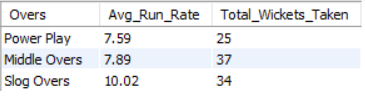 Overs Avg_Run_Rate Total_Wickets_Taken
Power Play 7.59 25
Middle Overs 7.89 37
Slog Overs 10.02 34